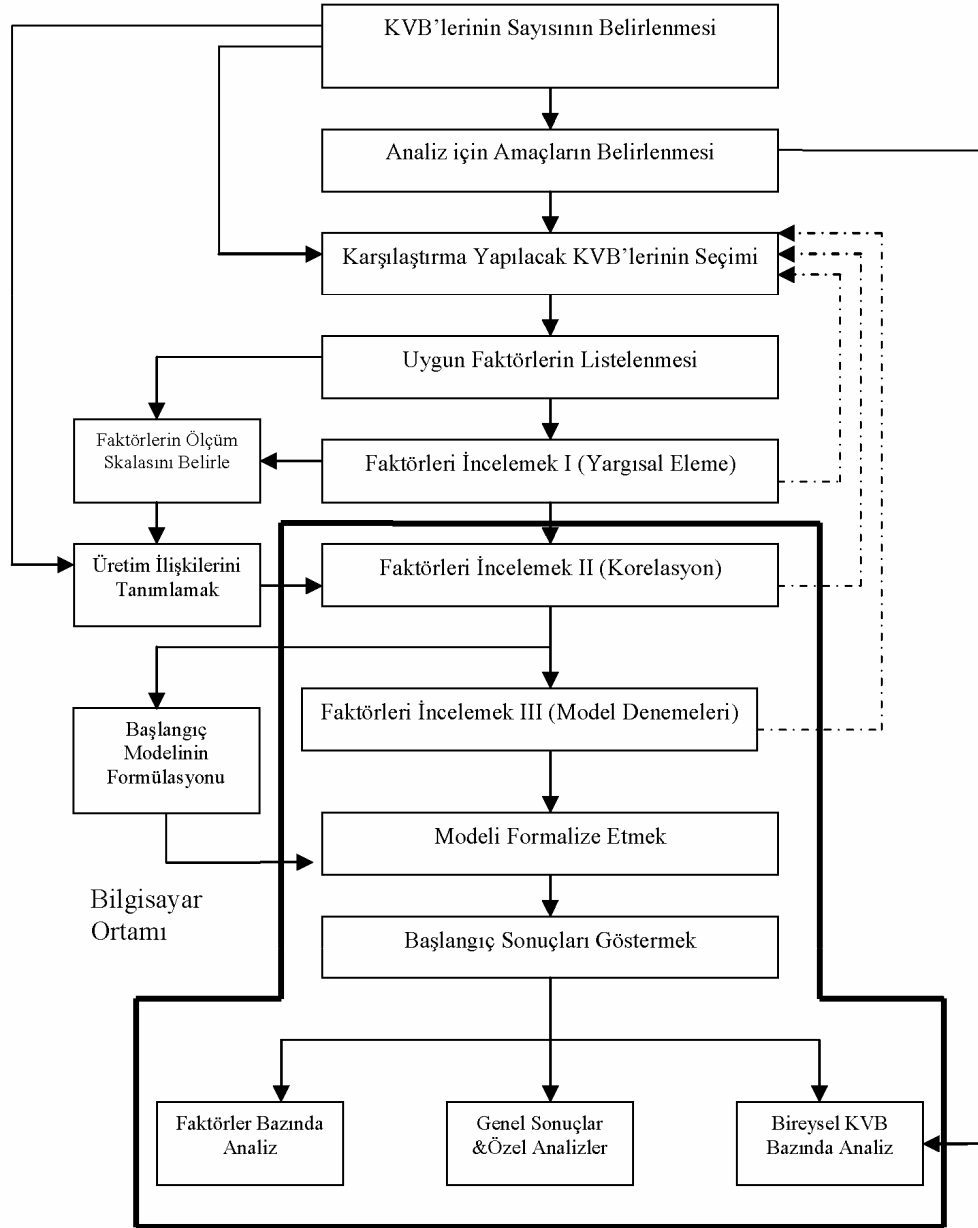 KVB'lerinin Sayısının Belirlenmesi
Analiz için Amaçların Belirlenmesi
Karşılaştırma Yapılacak KVB'lerinin Seçimi
Uygun Faktörlerin Listelenmesi
Faktörlerin Ölçüm
Skalasını Belirle
Faktörleri İncelemek I (Yargısal Eleme)
Üretim İlişkilerini
Tanımlamak
Faktörleri İncelemek II (Korelasyon)
Faktörleri İncelemek III (Model Denemeleri)
Başlangıç
Modelinin
Formülasyonu
Modeli Formalize Etmek
Bilgisayar
Ortamı
Başlangıç Sonuçları Göstermek
Faktörler Bazında
Analiz
Genel Sonuçlar
&Özel Analizler
Bireysel KVB
Bazında Analiz